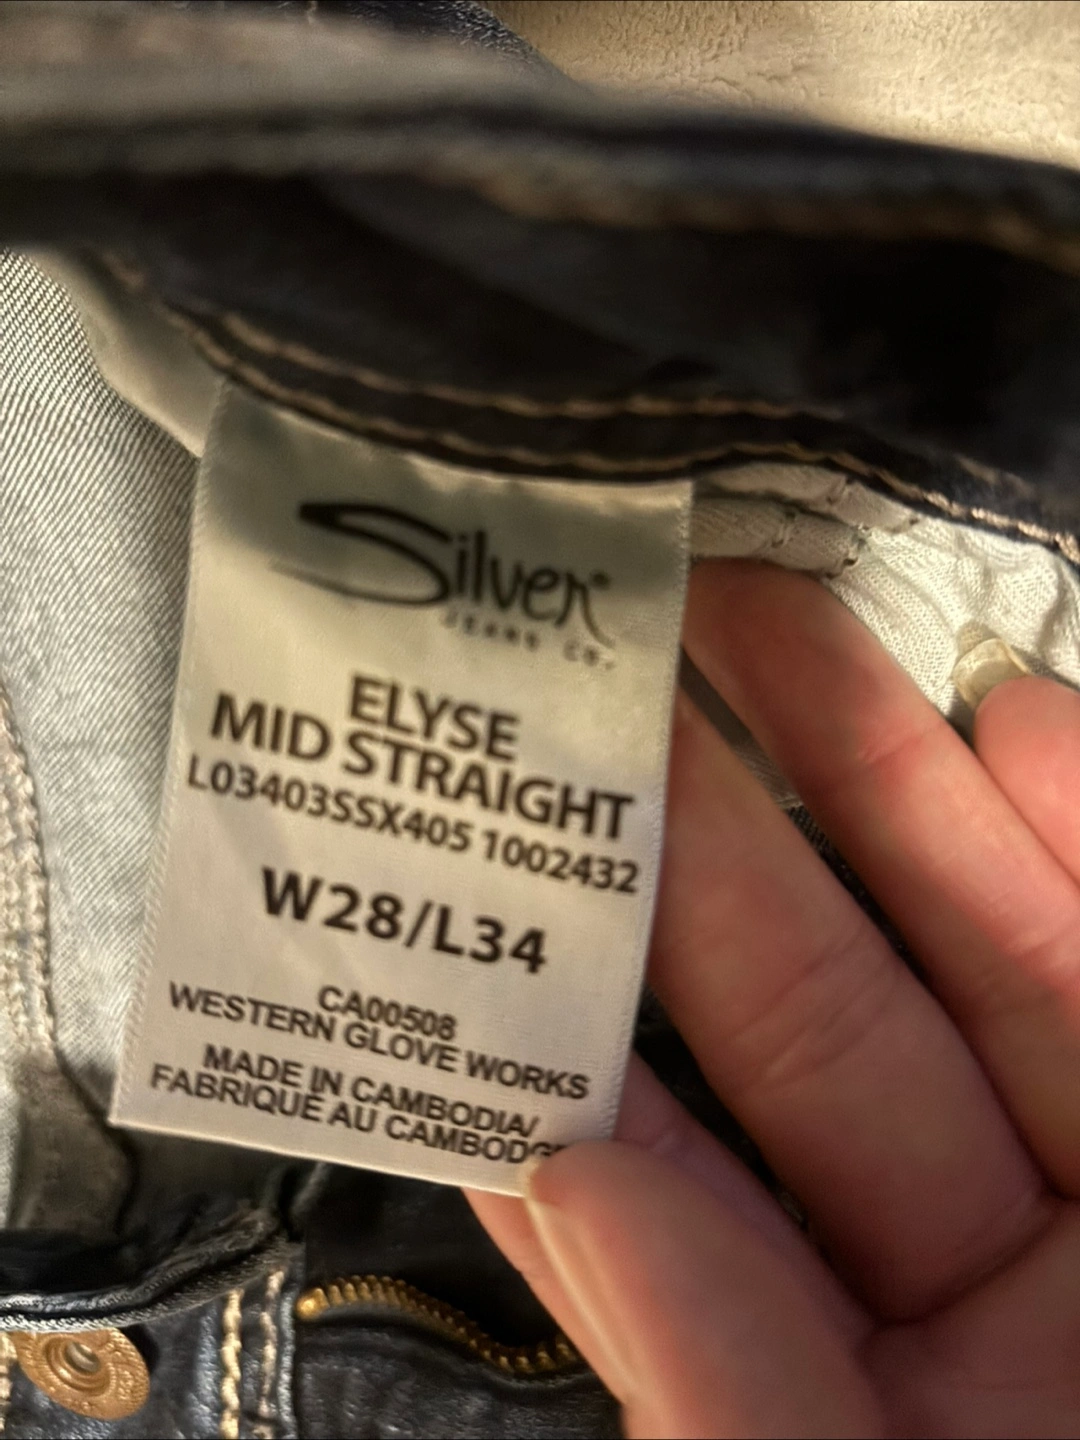 Silver
JEANS CO.
ELYSE
MID STRAIGHT
L03403SSX405 1002432
W28/L34
CA00508
WESTERN GLOVE WORKS
MADE IN CAMBODIA/
FABRIQUÉ AU CAMBODGE